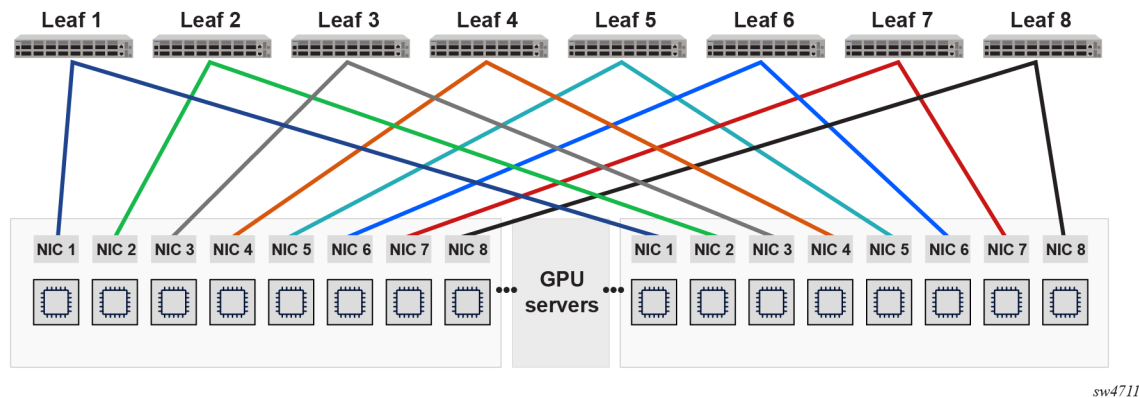 Leaf 1 Leaf 2 Leaf 3 Leaf 4 Leaf 5 Leaf 6 Leaf 7 Leaf 8
NIC 1 NIC 2 NIC 3 NIC 4 NIC 5 NIC 6 NIC 7 NIC 8 NIC 1 NIC 2 NIC 3 NIC 4 NIC 5 NIC 6 NIC 7 NIC 8
••• GPU •••
servers
sw4711